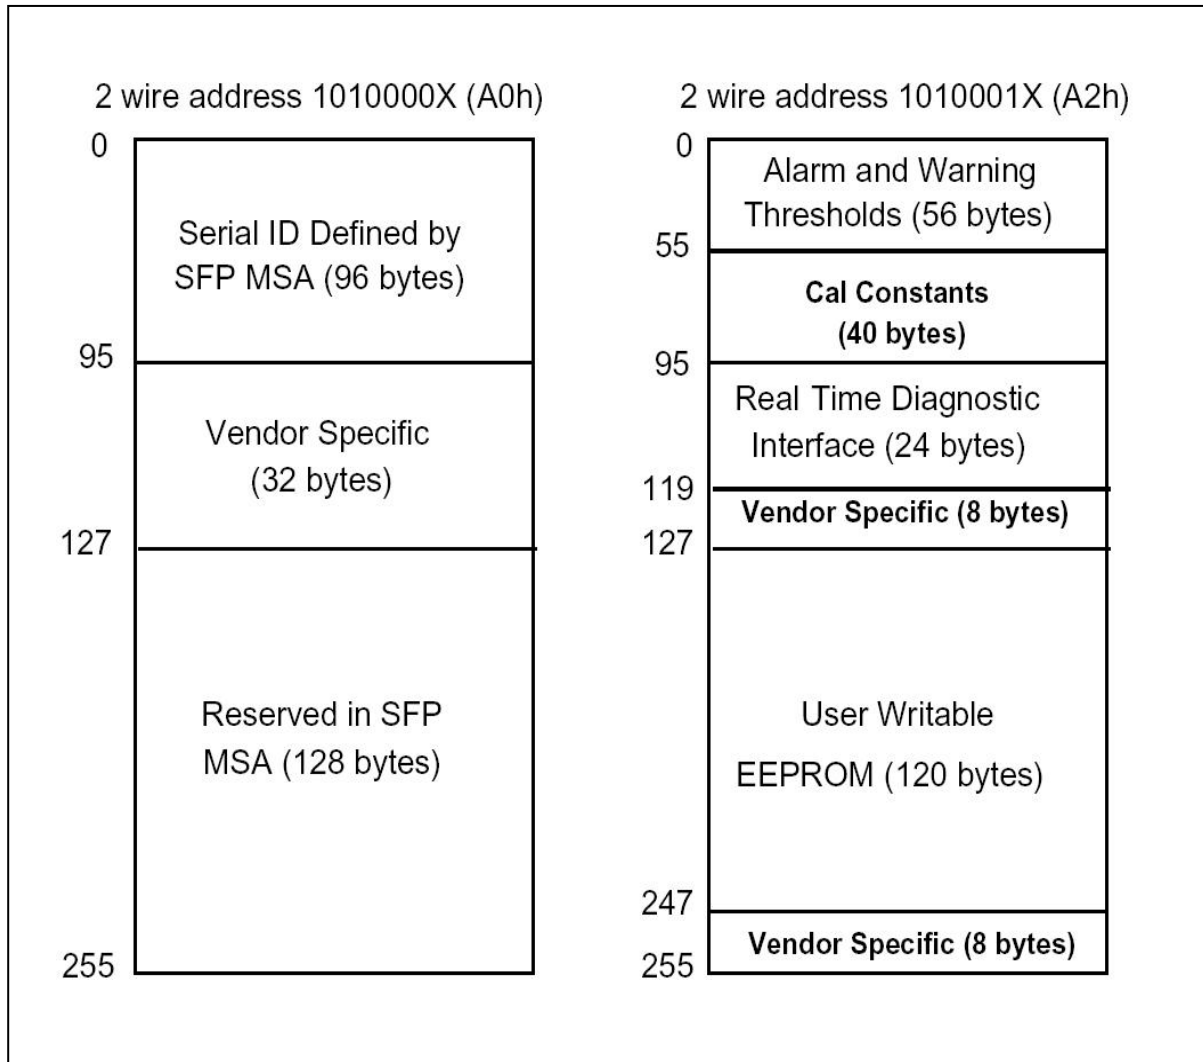 2 wire address 1010000X (A0h)
0
Serial ID Defined by
SFP MSA (96 bytes)
95
Vendor Specific
(32 bytes)
127
Reserved in SFP
MSA (128 bytes)
255
2 wire address 1010001X (A2h)
0
Alarm and Warning
Thresholds (56 bytes)
55
Cal Constants
(40 bytes)
95
Real Time Diagnostic
Interface (24 bytes)
119
Vendor Specific (8 bytes)
127
User Writable
EEPROM (120 bytes)
247
Vendor Specific (8 bytes)
255